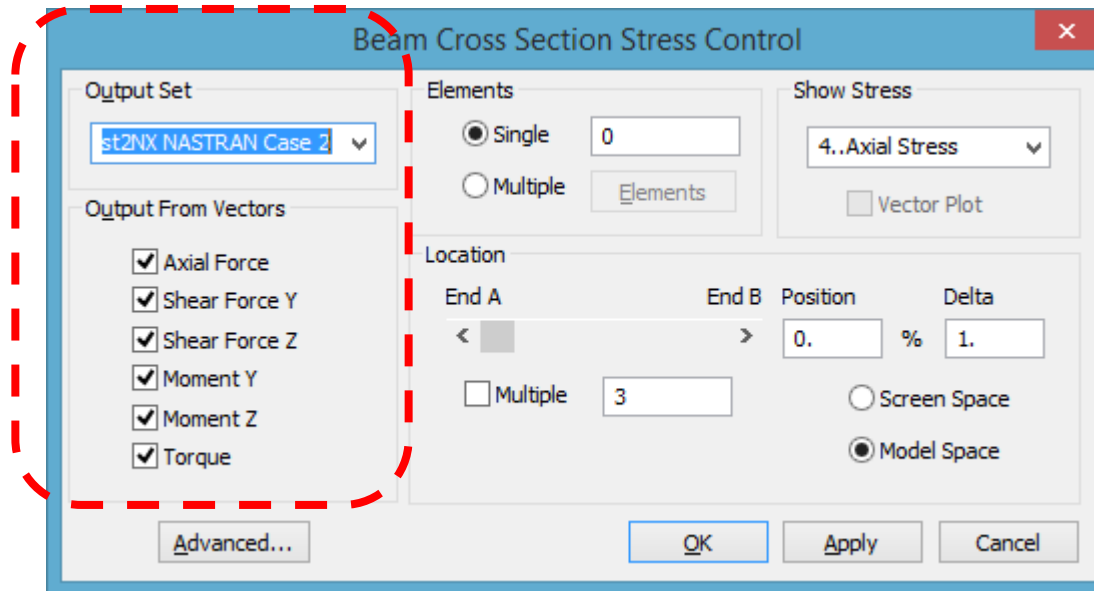 Beam Cross Section Stress Control
Output Set
st2NX NASTRAN Case 2
Output From Vectors
Axial Force
Shear Force Y
Shear Force Z
Moment Y
Moment Z
Torque
Advanced...
Elements
Single 0
Multiple Elements
Show Stress
4..Axial Stress
Vector Plot
Location
End A End B Position Delta
0. % 1.
Multiple 3
Screen Space
Model Space
OK Apply Cancel